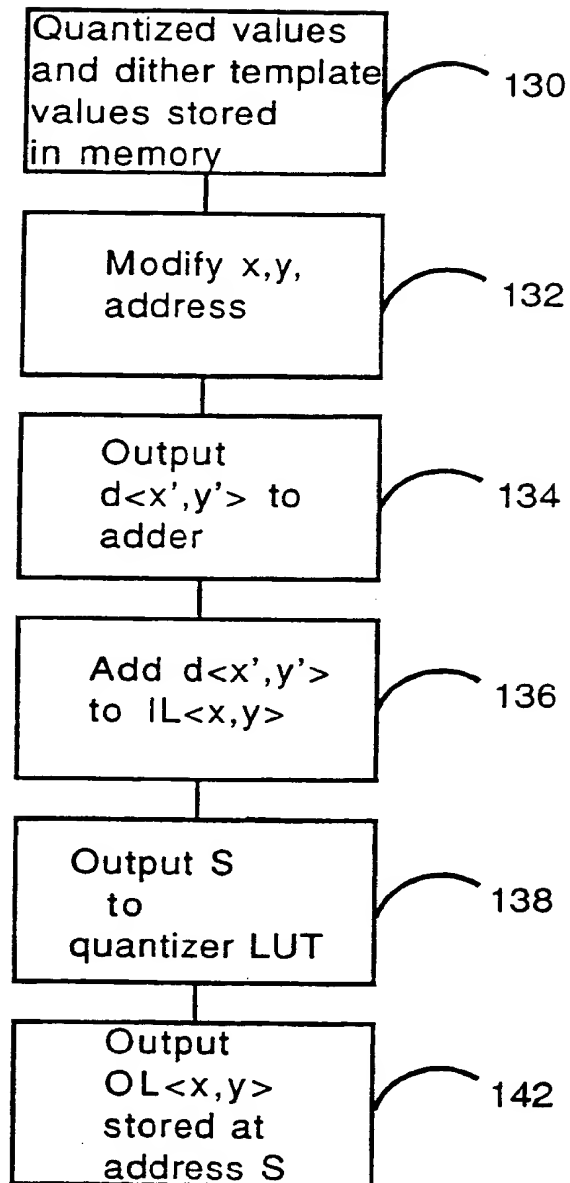 Quantized values
and dither template
values stored
in memory
130
Modify x,y,
address
132
Output
d<x',y'> to
adder
134
Add d<x',y'>
to IL<x,y>
136
Output S
to
quantizer LUT
138
Output
OL<x,y>
stored at
address S
142